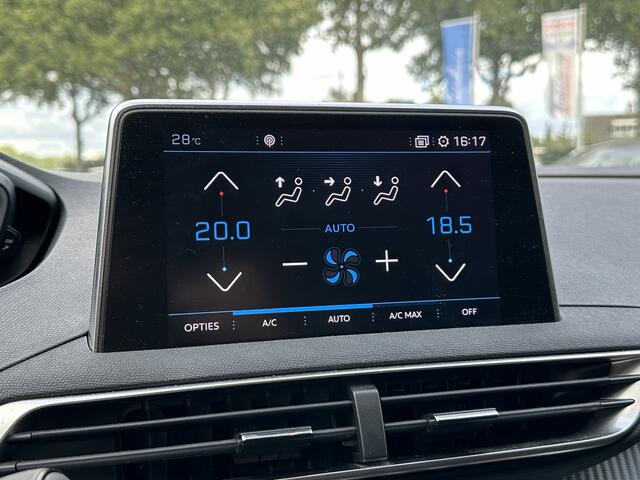 28°C 16:17
20.0 AUTO 18.5
OPTIES A/C AUTO A/C MAX OFF